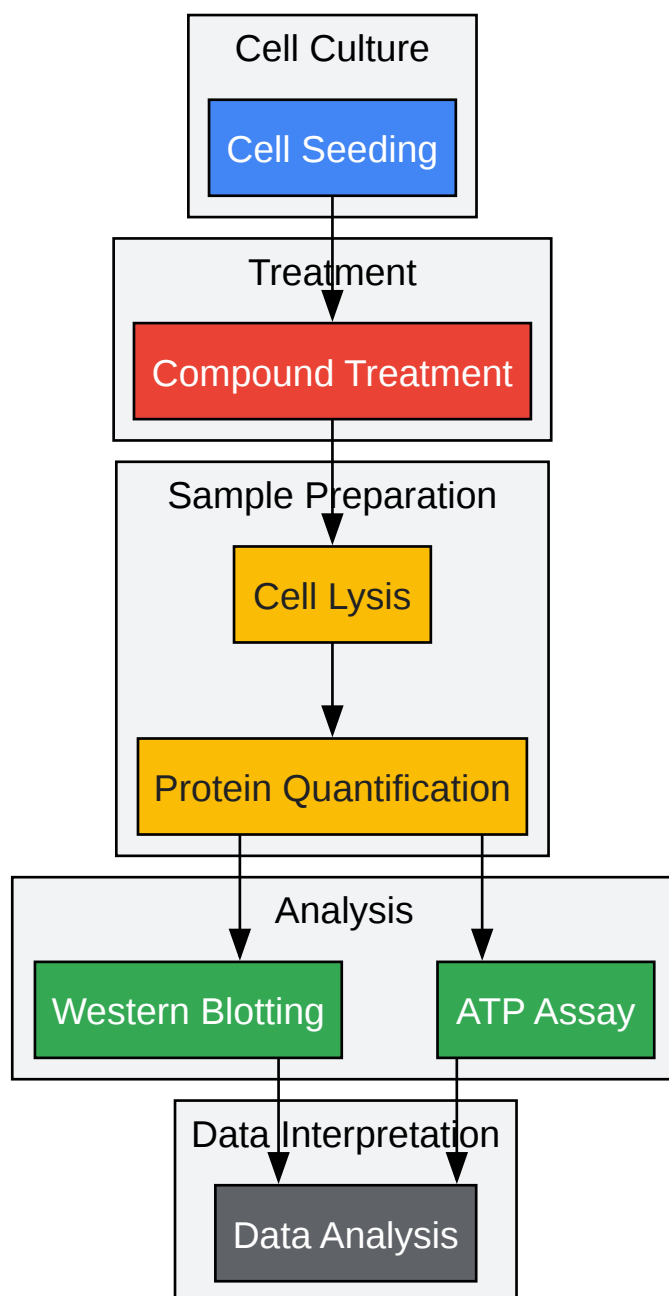 Cell Culture
Cell Seeding
Treatment
Compound Treatment
Sample Preparation
Cell Lysis
Protein Quantification
Analysis
Western Blotting
ATP Assay
Data Interpretation
Data Analysis